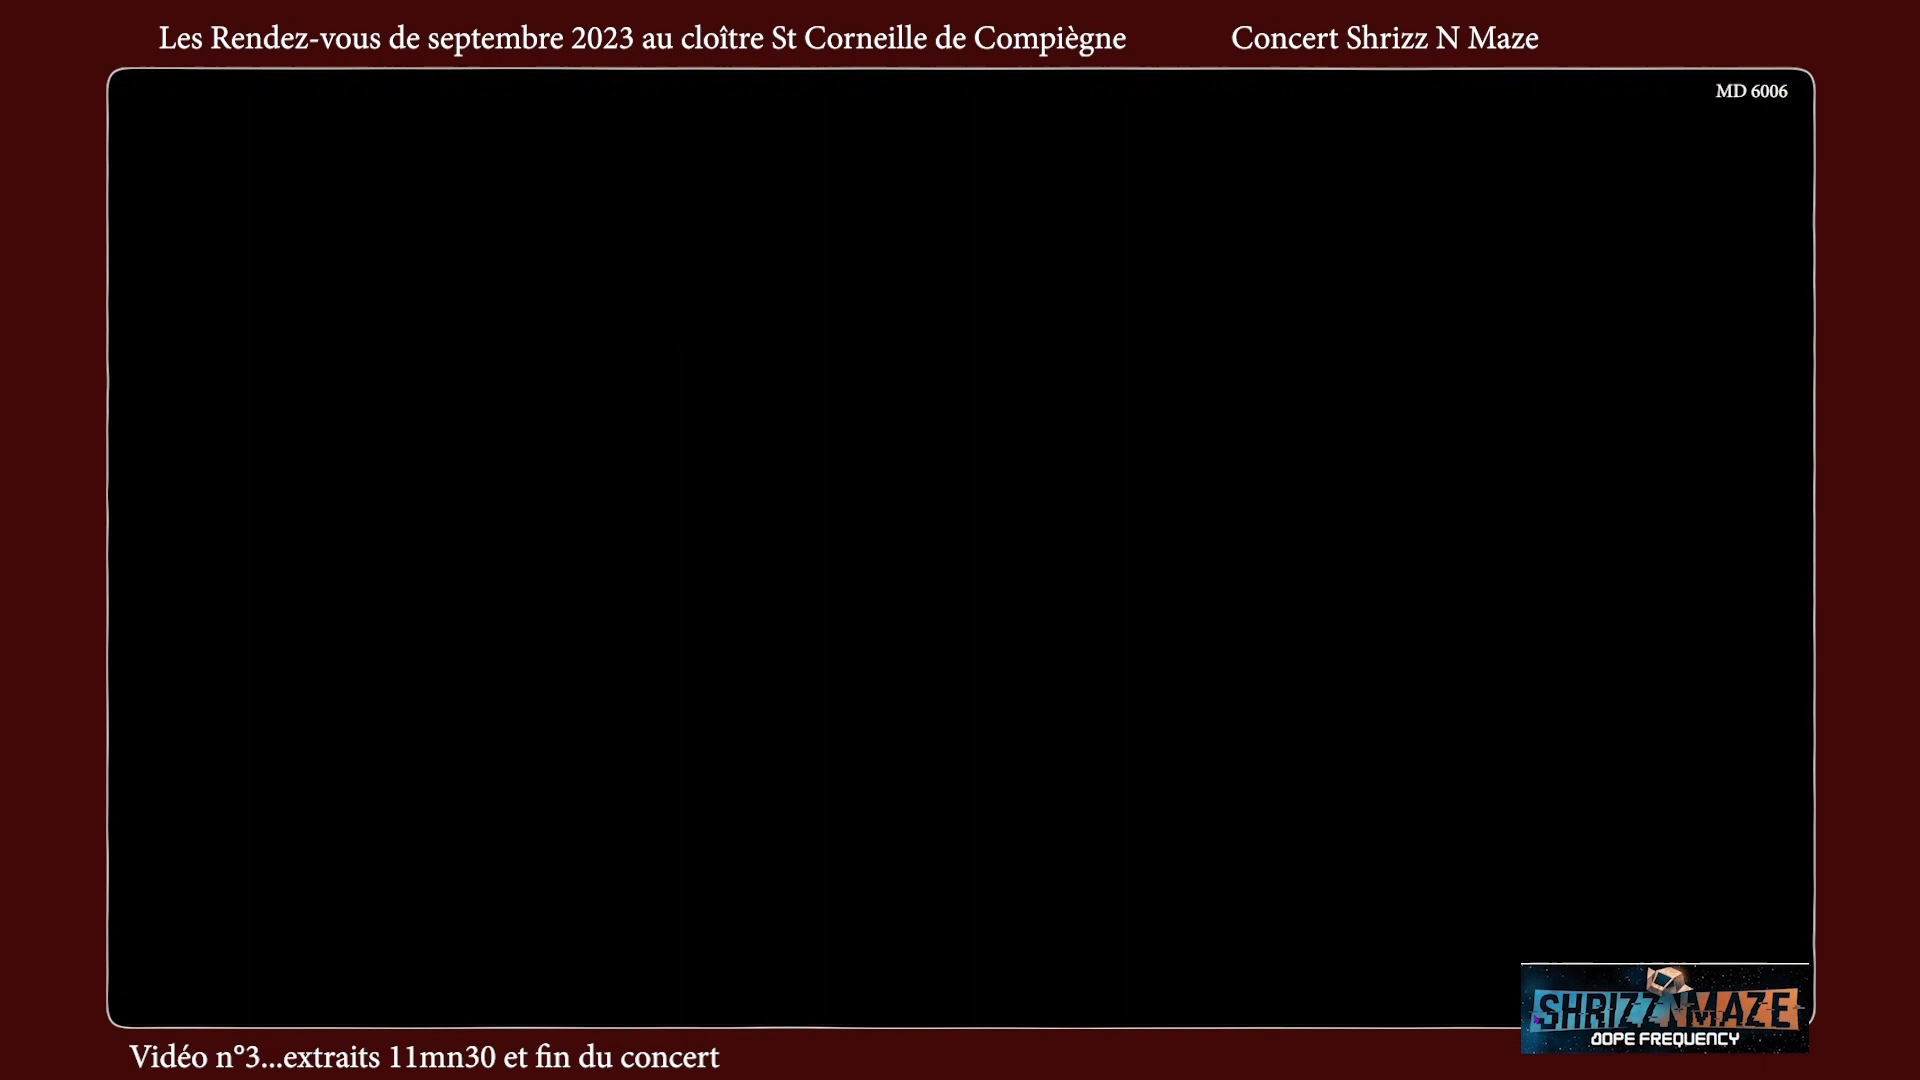 Les Rendez-vous de septembre 2023 au cloître St Corneille de Compiègne
Concert Shrizz N Maze
MD 6006
SHRIZZ N MAZE
DOPE FREQUENCY
Vidéo n°3...extraits 11mn30 et fin du concert